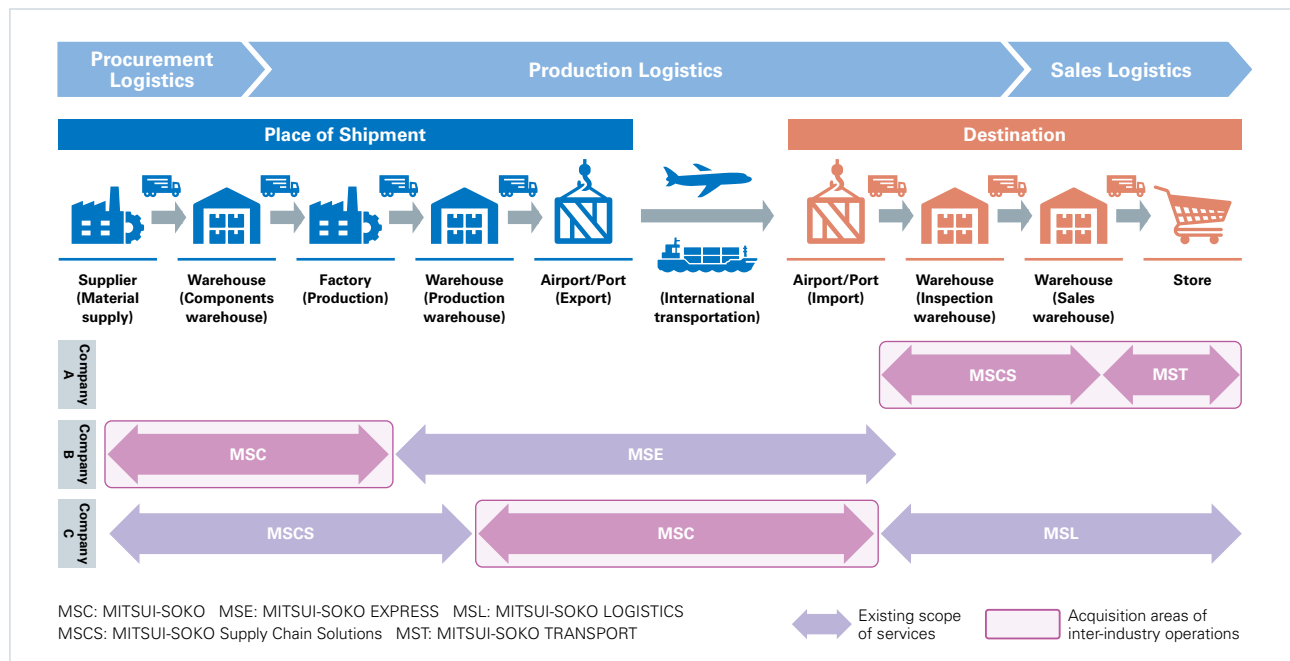 Procurement
Logistics
Production Logistics
Sales Logistics
Place of Shipment
Destination
Supplier
(Material
supply)
Warehouse
(Components
warehouse)
Factory
(Production)
Warehouse
(Production
warehouse)
Airport/Port
(Export)
(International
transportation)
Airport/Port
(Import)
Warehouse
(Inspection
warehouse)
Warehouse
(Sales
warehouse)
Store
Company
A
MSCS
MST
Company
B
MSC
MSE
Company
C
MSCS
MSC
MSL
MSC: MITSUI-SOKO MSE: MITSUI-SOKO EXPRESS MSL: MITSUI-SOKO LOGISTICS
MSCS: MITSUI-SOKO Supply Chain Solutions MST: MITSUI-SOKO TRANSPORT
Existing scope
of services
Acquisition areas of
inter-industry operations